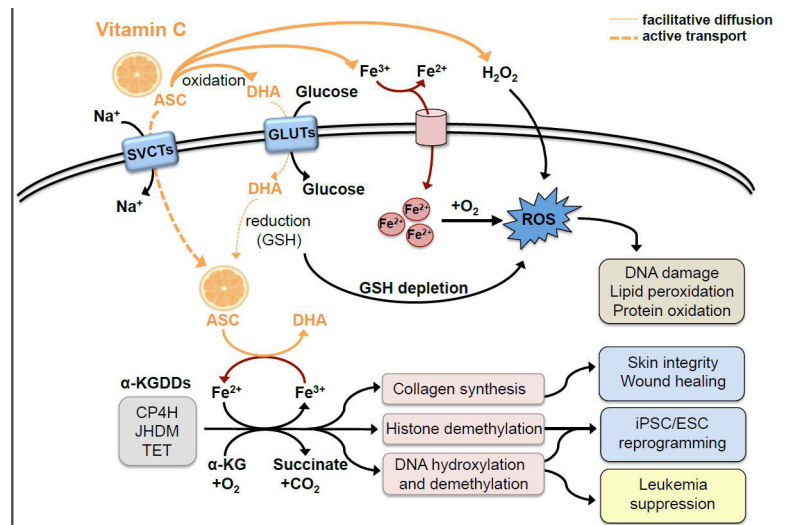 Vitamin C
facilitative diffusion
active transport
oxidation
Fe³⁺
Fe²⁺
H₂O₂
ASC
DHA
Glucose
Na⁺
SVCTs
GLUTs
Na⁺
DHA
Glucose
reduction
(GSH)
Fe²⁺
Fe²⁺
Fe²⁺
+O₂
ROS
GSH depletion
DNA damage
Lipid peroxidation
Protein oxidation
ASC
DHA
α-KGDDs
CP4H
JHDM
TET
Fe²⁺
Fe³⁺
α-KG
+O₂
Succinate
+CO₂
Collagen synthesis
Histone demethylation
DNA hydroxylation
and demethylation
Skin integrity
Wound healing
iPSC/ESC
reprogramming
Leukemia
suppression